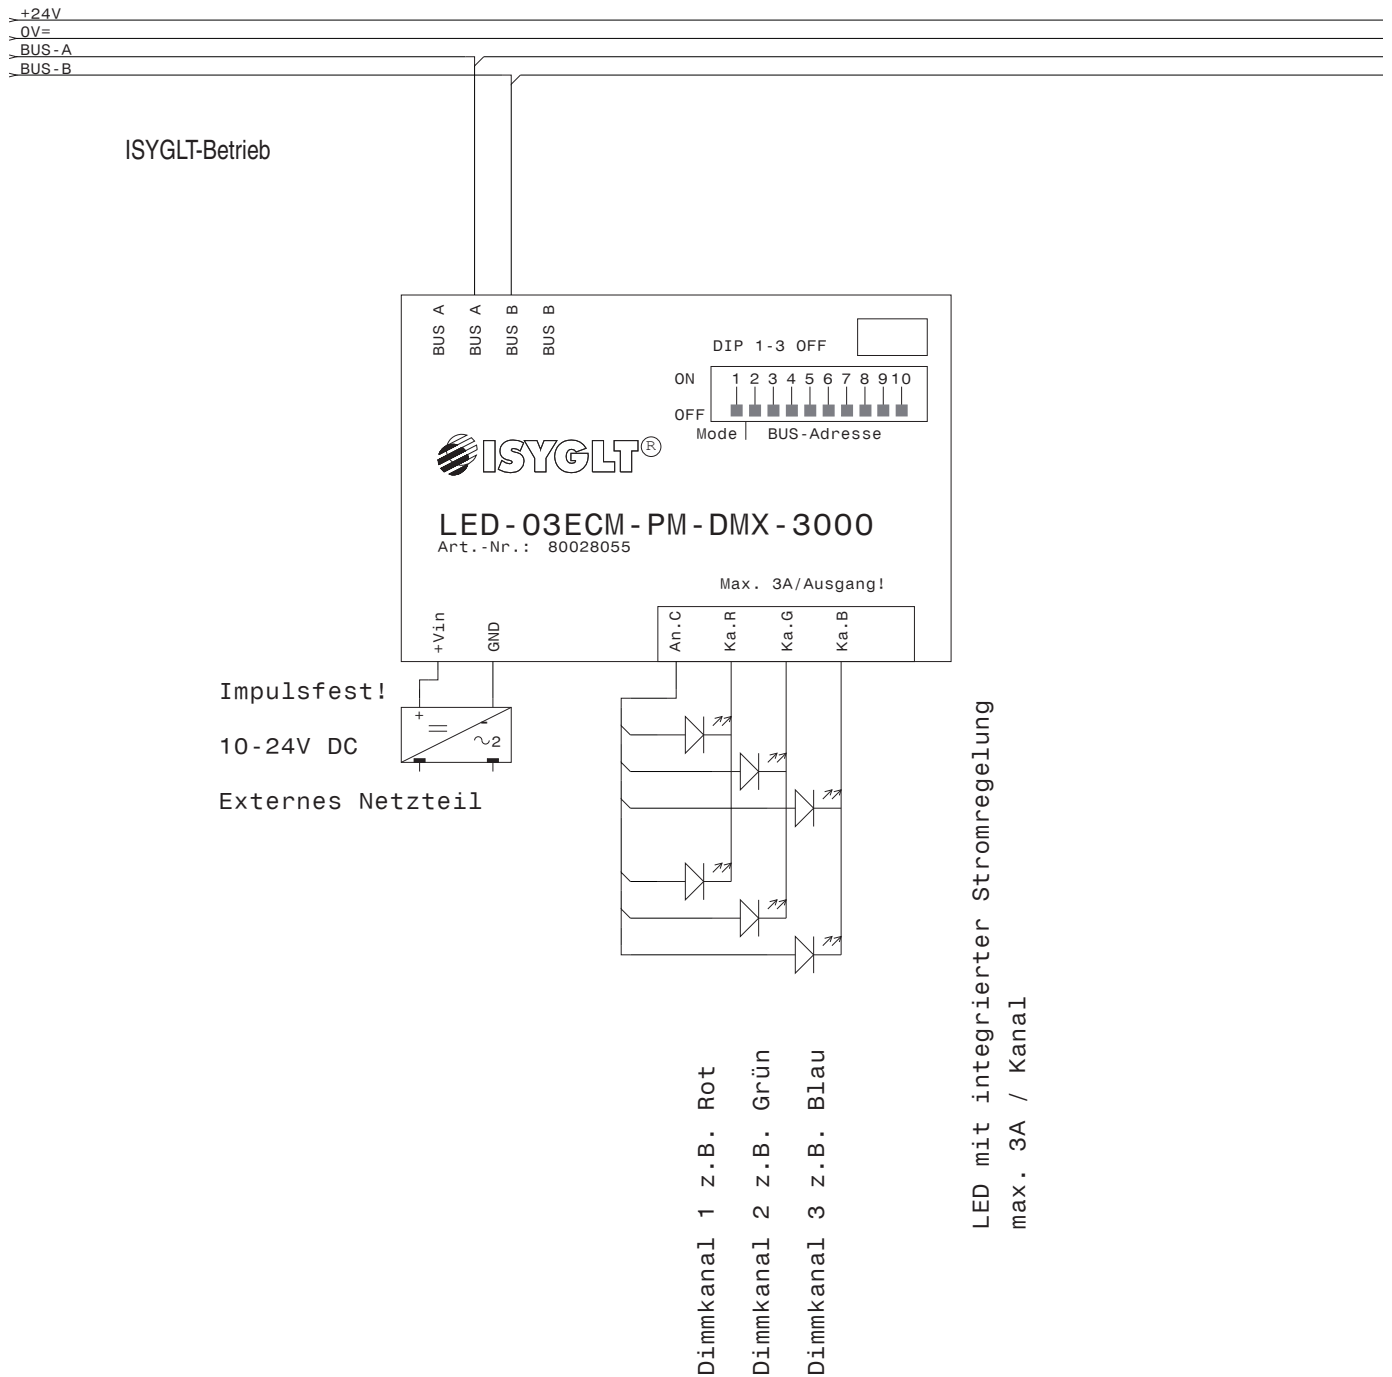 +24V
0V=
BUS-A
BUS-B
ISYGLT-Betrieb
BUS A
BUS A
BUS B
BUS B
DIP 1-3 OFF
ON
1 2 3 4 5 6 7 8 9 10
OFF
Mode
BUS-Adresse
ISYGLT®
LED-03ECM-PM-DMX-3000
Art.-Nr.: 80028055
Max. 3A/Ausgang!
+Vin
GND
An.C
Ka.R
Ka.G
Ka.B
Impulsfest!
+
=
-
10-24V DC
~2
Externes Netzteil
Dimmkanal 1 z.B. Rot
Dimmkanal 2 z.B. Grün
Dimmkanal 3 z.B. Blau
LED mit integrierter Stromregelung
max. 3A / Kanal